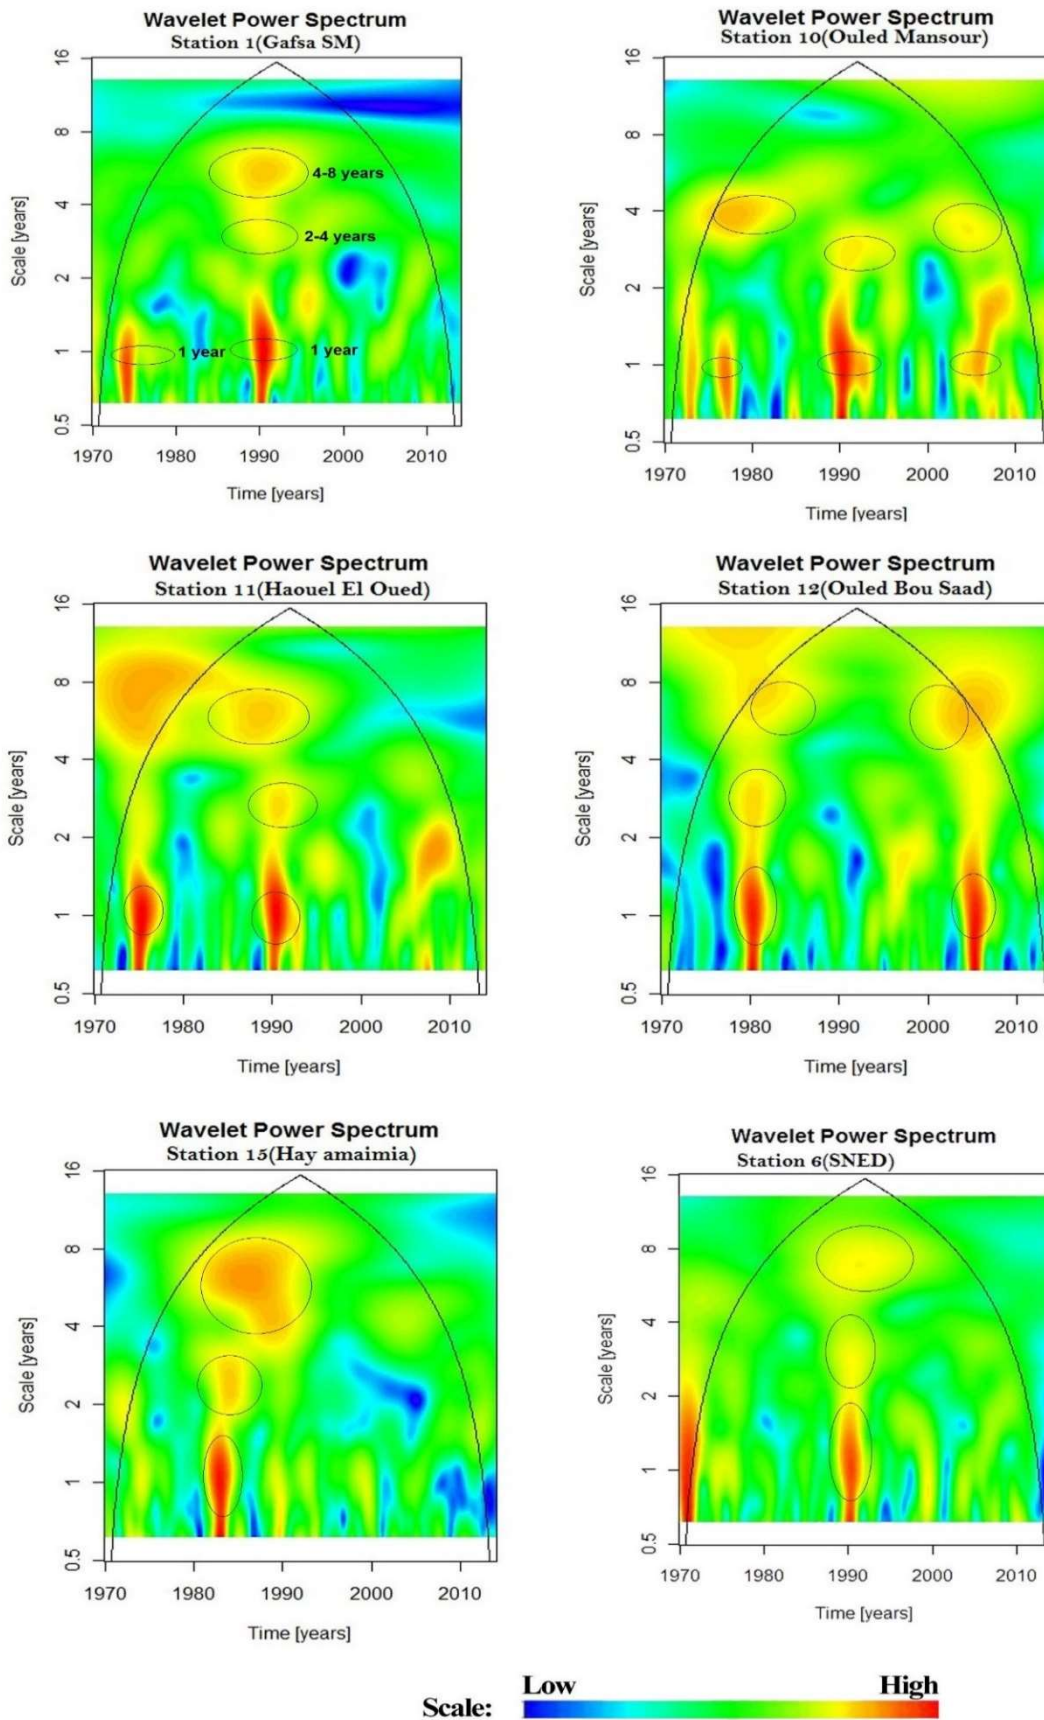 Wavelet Power Spectrum
Station 1(Gafsa SM)
Scale [years]
16
8
4
2
1
0.5
4-8 years
2-4 years
1 year
1 year
1970
1980
1990
2000
2010
Time [years]
Wavelet Power Spectrum
Station 10(Ouled Mansour)
Scale [years]
16
8
4
2
1
0.5
1970
1980
1990
2000
2010
Time [years]
Wavelet Power Spectrum
Station 11(Haouel El Oued)
Scale [years]
16
8
4
2
1
0.5
1970
1980
1990
2000
2010
Time [years]
Wavelet Power Spectrum
Station 12(Ouled Bou Saad)
Scale [years]
16
8
4
2
1
0.5
1970
1980
1990
2000
2010
Time [years]
Wavelet Power Spectrum
Station 15(Hay amaimia)
Scale [years]
16
8
4
2
1
0.5
1970
1980
1990
2000
2010
Time [years]
Wavelet Power Spectrum
Station 6(SNED)
Scale [years]
16
8
4
2
1
0.5
1970
1980
1990
2000
2010
Time [years]
Low High
Scale: